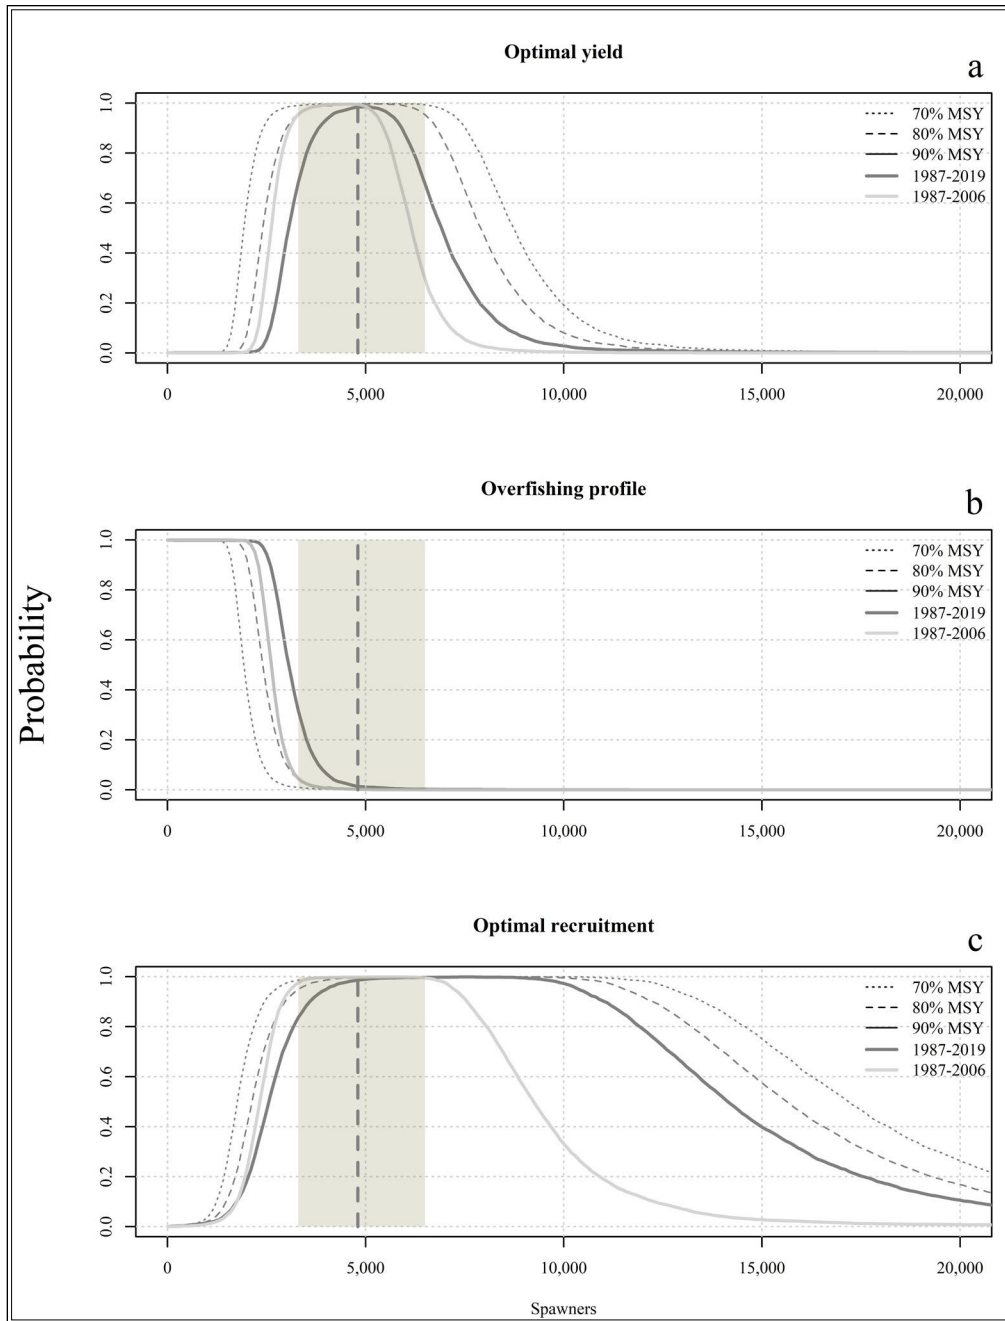 Optimal yield
a
70% MSY
80% MSY
90% MSY
1987-2019
1987-2006
1.0
0.8
0.6
0.4
0.2
0.0
0 5,000 10,000 15,000 20,000
Overfishing profile
b
70% MSY
80% MSY
90% MSY
1987-2019
1987-2006
1.0
0.8
0.6
0.4
0.2
0.0
0 5,000 10,000 15,000 20,000
Probability
Optimal recruitment
c
70% MSY
80% MSY
90% MSY
1987-2019
1987-2006
1.0
0.8
0.6
0.4
0.2
0.0
0 5,000 10,000 15,000 20,000
Spawners